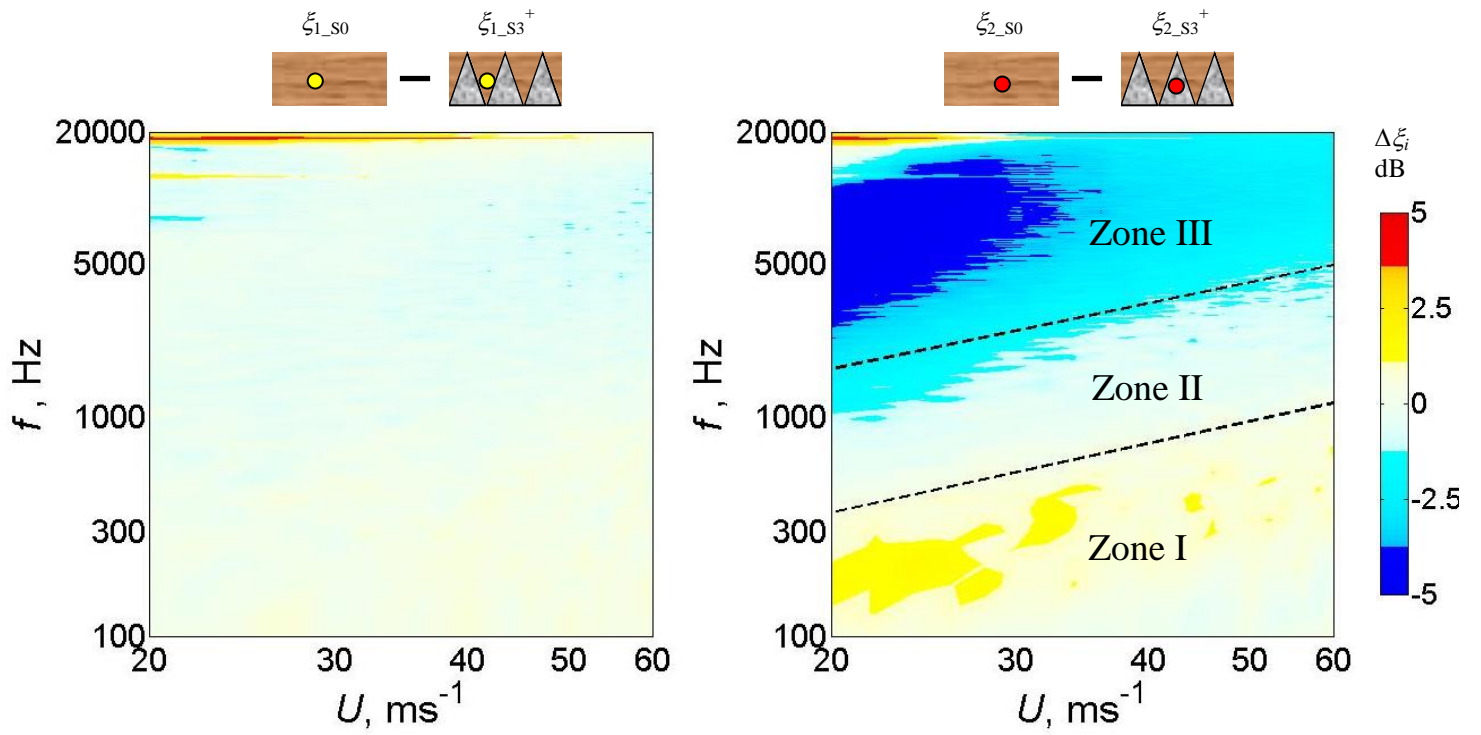 ξ1_S0 ξ1_S3+ ξ2_S0 ξ2_S3+
20000
5000
1000
300
100
f , Hz
20 30 40 50 60
U, ms-1
20000
5000
1000
300
100
f , Hz
Zone III
Zone II
Zone I
20 30 40 50 60
U, ms-1
Δξi
dB
5
2.5
0
-2.5
-5